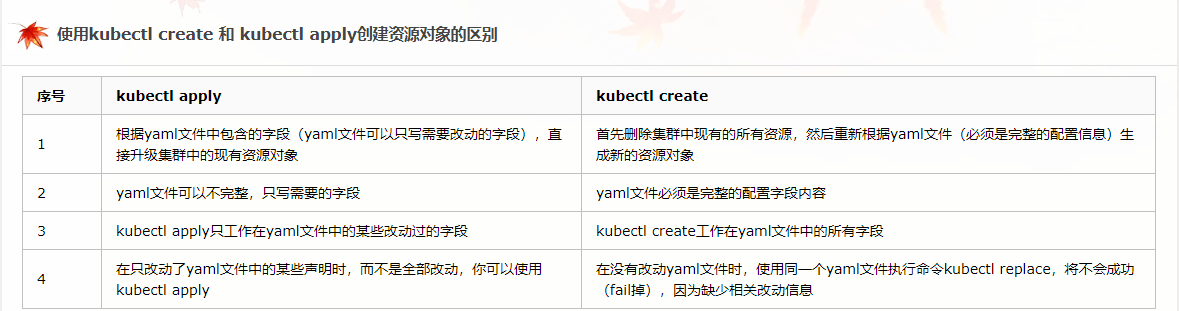 使用kubectl create 和 kubectl apply创建资源对象的区别
序号 kubectl apply kubectl create
1 根据yaml文件中包含的字段（yaml文件可以只写需要改动的字段），直接升级集群中的现有资源对象 首先删除集群中现有的所有资源，然后重新根据yaml文件（必须是完整的配置信息）生成新的资源对象
2 yaml文件可以不完整，只写需要的字段 yaml文件必须是完整的配置字段内容
3 kubectl apply只工作在yaml文件中的某些改动过的字段 kubectl create工作在yaml文件中的所有字段
4 在只改动了yaml文件中的某些声明时，而不是全部改动，你可以使用kubectl apply 在没有改动yaml文件时，使用同一个yaml文件执行命令kubectl replace，将不会成功（fail掉），因为缺少相关改动信息